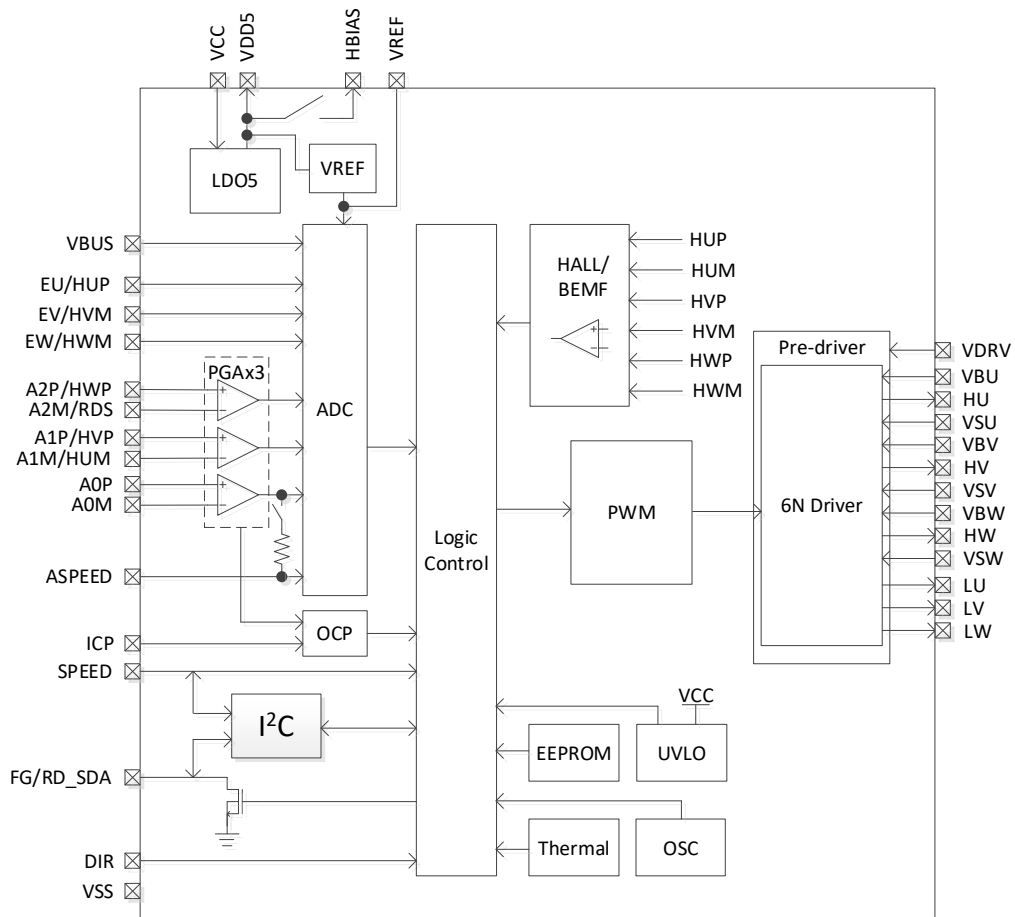 VCC
VDD5
HBIAS
VREF
LDO5
VREF
VBUS
EU/HUP
EV/HVM
EW/HWM
A2P/HWP
A2M/RDS
A1P/HVP
A1M/HUM
A0P
A0M
ASPEED
ICP
SPEED
FG/RD_SDA
DIR
VSS
PGAx3
+
−
+
−
+
−
ADC
OCP
I²C
Logic
Control
HALL/
BEMF
+
−
HUP
HUM
HVP
HVM
HWP
HWM
PWM
Pre-driver
6N Driver
VDRV
VBU
HU
VSU
VBV
HV
VSV
VBW
HW
VSW
LU
LV
LW
VCC
EEPROM
UVLO
Thermal
OSC